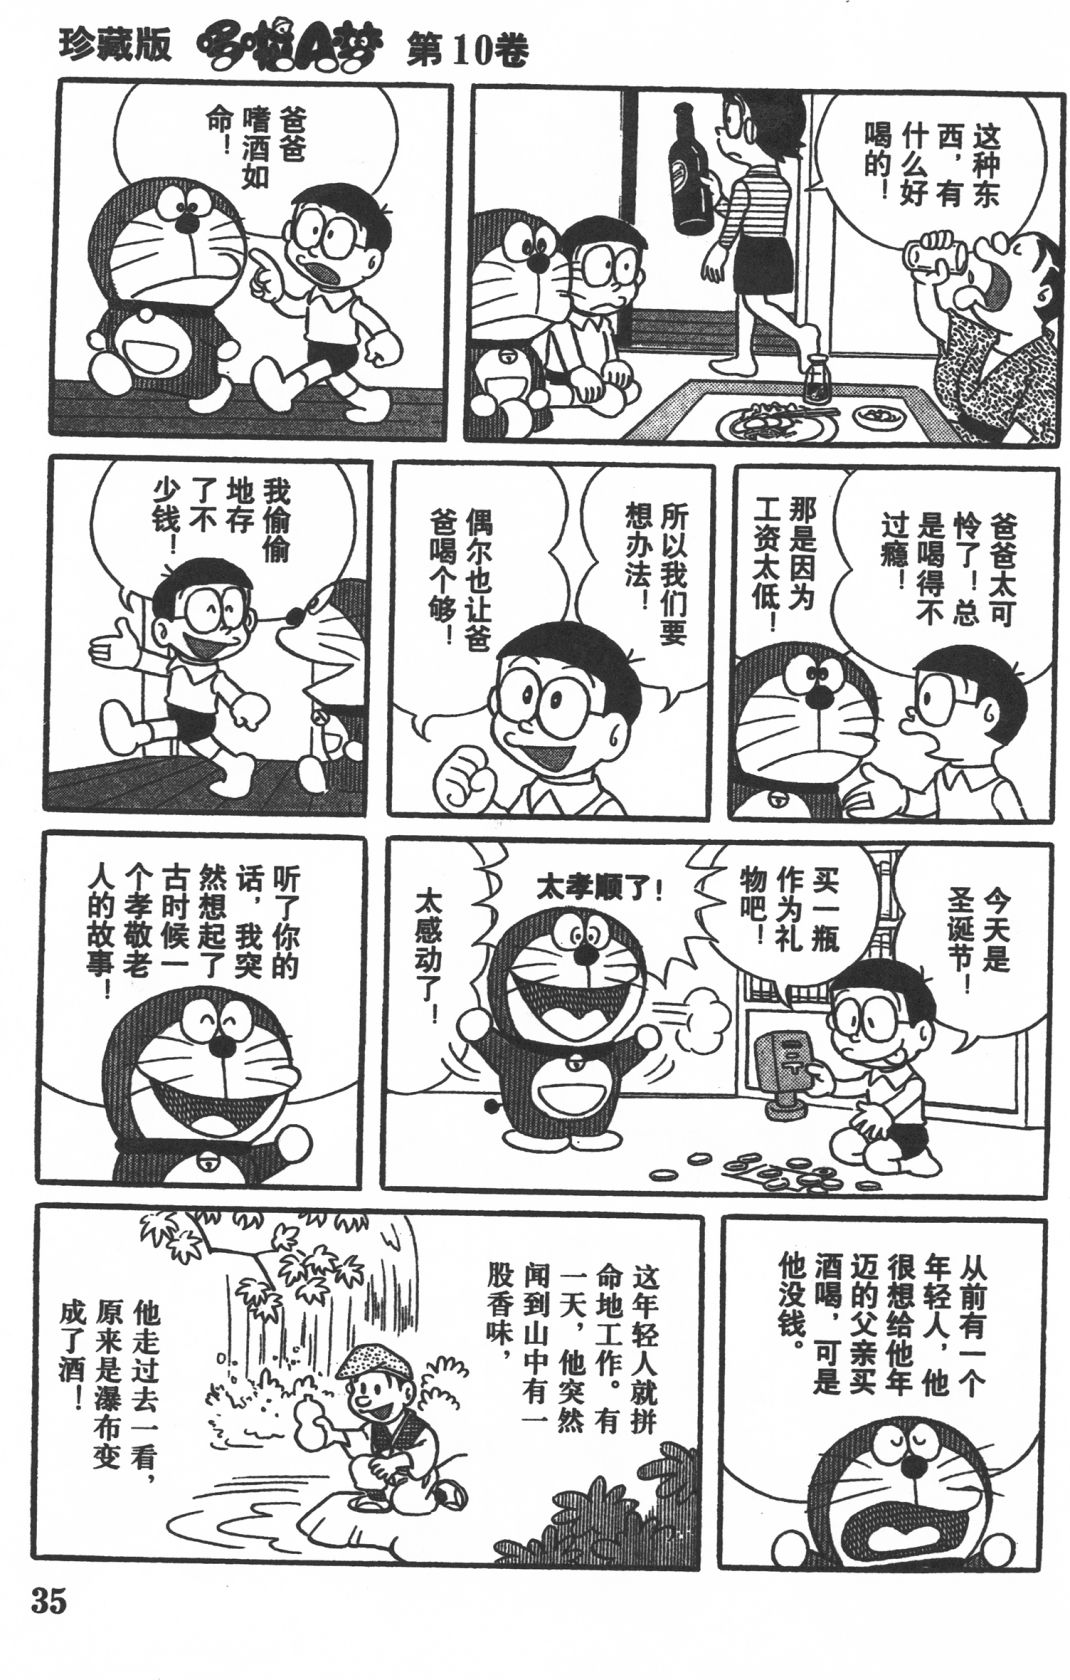 珍藏版 哆啦A梦 第10卷
这种东
西，有
什么好
喝的！
爸爸
嗜酒如
命！
爸爸太可
怜了！总
是喝得不
过瘾！
那是因为
工资太低！
所以我们要
想办法！
偶尔也让爸
爸喝个够！
我偷偷
地存
了不
少钱！
今天是
圣诞节！
买一瓶
作为礼
物吧！
太孝顺了！
太感动了！
听了你的
话，我突
然想起了
古时候一
个孝敬老
人的故事！
从前有一个
年轻人，他
很想给他年
迈的父亲买
酒喝，可是
他没钱。
这年轻人就拼
命地工作。有
一天，他突然
闻到山中有一
股香味，
他走过去一看，
原来是瀑布变
成了酒！
35